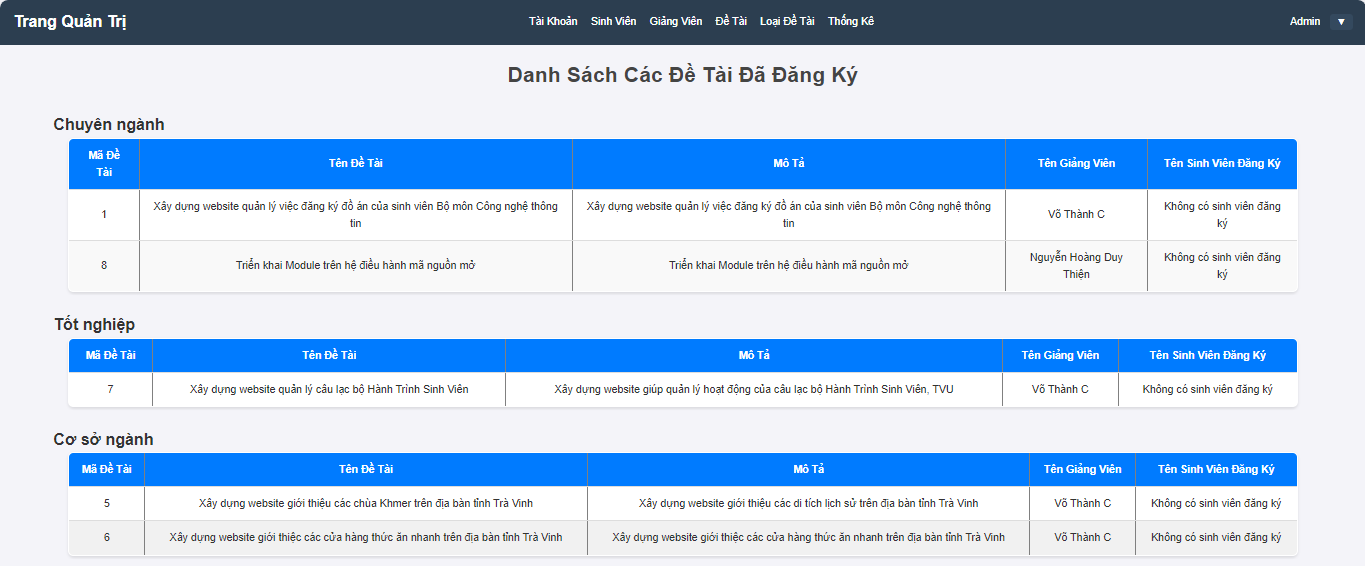 Trang Quản Trị
Tài Khoản Sinh Viên Giảng Viên Đề Tài Loại Đề Tài Thống Kê
Admin ▼
Danh Sách Các Đề Tài Đã Đăng Ký
Chuyên ngành
Mã Đề Tài Tên Đề Tài Mô Tả Tên Giảng Viên Tên Sinh Viên Đăng Ký
1 Xây dựng website quản lý việc đăng ký đồ án của sinh viên Bộ môn Công nghệ thông tin Xây dựng website quản lý việc đăng ký đồ án của sinh viên Bộ môn Công nghệ thông tin Võ Thành C Không có sinh viên đăng ký
8 Triển khai Module trên hệ điều hành mã nguồn mở Triển khai Module trên hệ điều hành mã nguồn mở Nguyễn Hoàng Duy Thiện Không có sinh viên đăng ký
Tốt nghiệp
Mã Đề Tài Tên Đề Tài Mô Tả Tên Giảng Viên Tên Sinh Viên Đăng Ký
7 Xây dựng website quản lý câu lạc bộ Hành Trình Sinh Viên Xây dựng website giúp quản lý hoạt động của câu lạc bộ Hành Trình Sinh Viên, TVU Võ Thành C Không có sinh viên đăng ký
Cơ sở ngành
Mã Đề Tài Tên Đề Tài Mô Tả Tên Giảng Viên Tên Sinh Viên Đăng Ký
5 Xây dựng website giới thiệu các chùa Khmer trên địa bàn tỉnh Trà Vinh Xây dựng website giới thiệu các di tích lịch sử trên địa bàn tỉnh Trà Vinh Võ Thành C Không có sinh viên đăng ký
6 Xây dựng website giới thiệc các cửa hàng thức ăn nhanh trên địa bàn tỉnh Trà Vinh Xây dựng website giới thiệc các cửa hàng thức ăn nhanh trên địa bàn tỉnh Trà Vinh Võ Thành C Không có sinh viên đăng ký